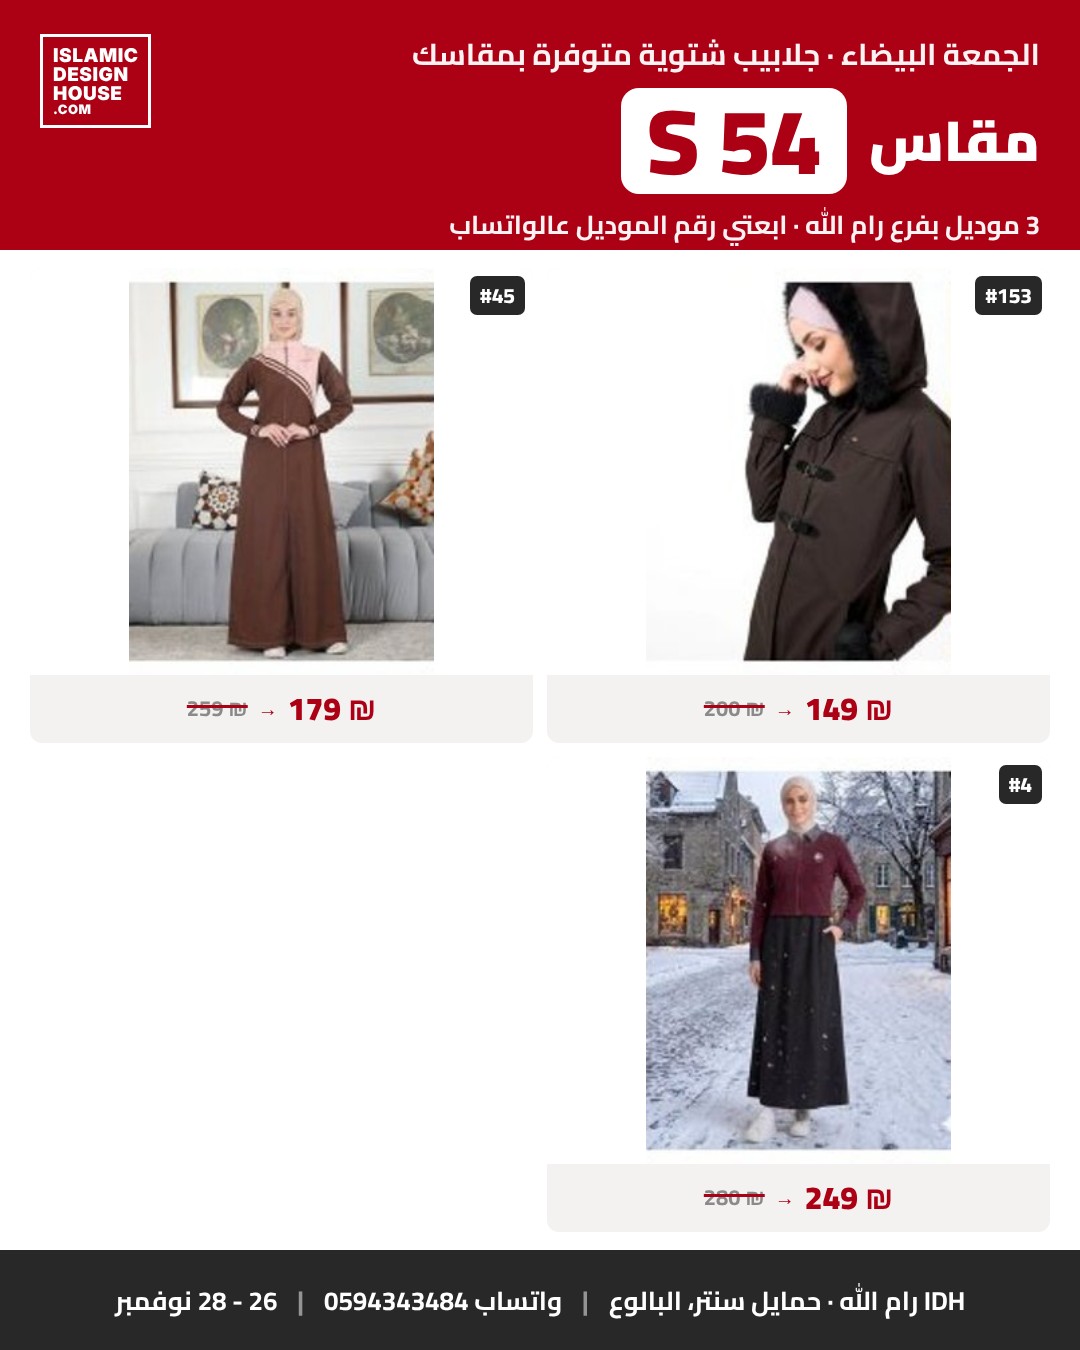 ISLAMIC
DESIGN
HOUSE
.COM
الجمعة البيضاء · جلابيب شتوية متوفرة بمقاسك
مقاس S 54
3 موديل بفرع رام الله · ابعتي رقم الموديل عالواتساب
#153
#45
149 ₪ → 200 ₪
179 ₪ → 259 ₪
#4
249 ₪ → 280 ₪
IDH رام الله · حمايل سنتر، البالوع | واتساب 0594343484 | 26 - 28 نوفمبر